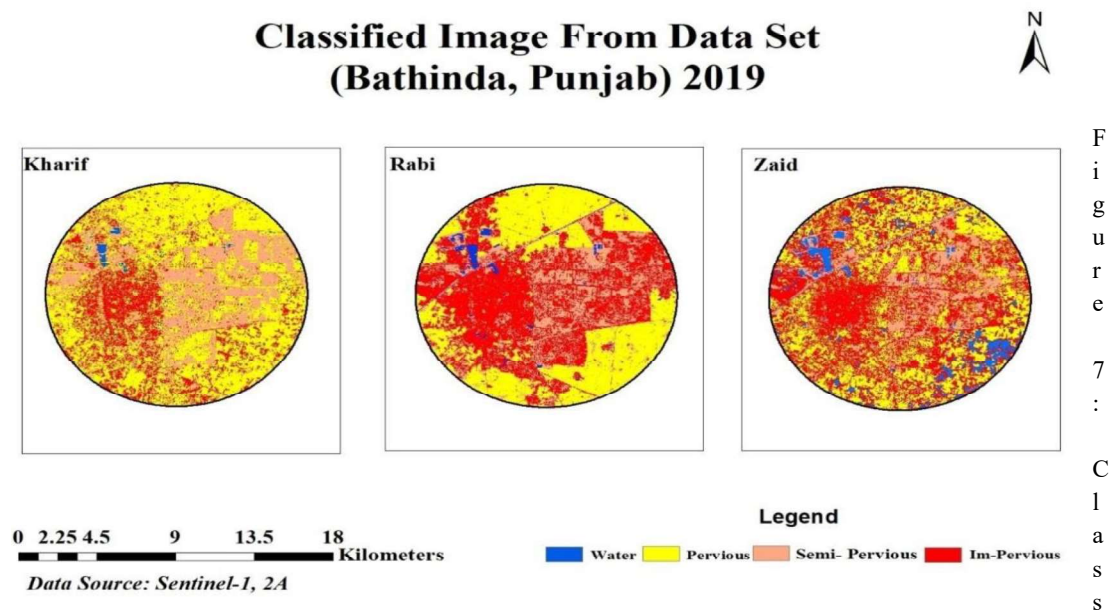 Classified Image From Data Set
(Bathinda, Punjab) 2019
N
Kharif
Rabi
Zaid
0 2.25 4.5 9 13.5 18
Kilometers
Data Source: Sentinel-1, 2A
Legend
Water Pervious Semi- Pervious Im-Pervious
F
i
g
u
r
e
7
:
C
l
a
s
s